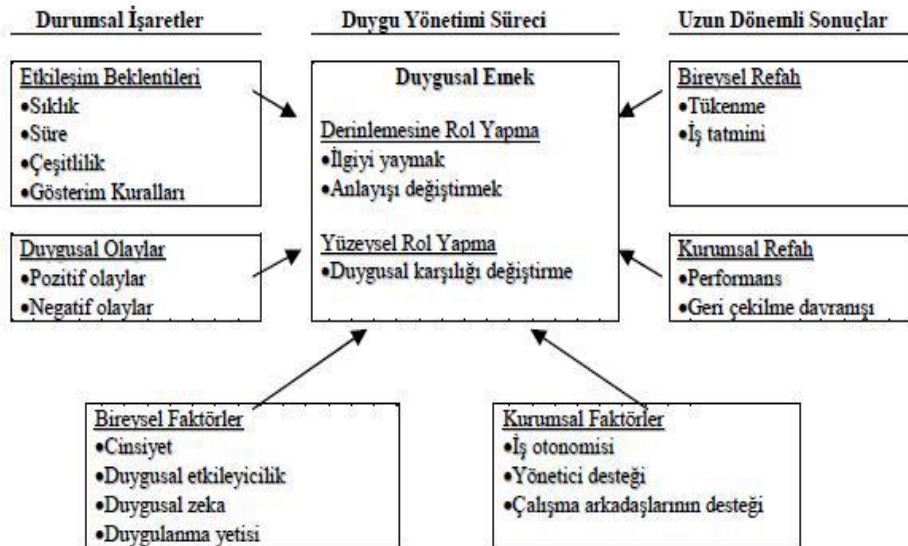 Durumsal İşaretler
Duygu Yönetimi Süreci
Uzun Dönemli Sonuçlar
Etkileşim Beklentileri
•Sıklık
•Süre
•Çeşitlilik
•Gösterim Kuralları
Duygusal Olaylar
•Pozitif olaylar
•Negatif olaylar
Duygusal Emek
Derinlemesine Rol Yapma
•İlgiyi yaymak
•Anlayışı değiştirmek
Yüzeysel Rol Yapma
•Duygusal karşılığı değiştirme
Bireysel Refah
•Tükenme
•İş tatmini
Kurumsal Refah
•Performans
•Geri çekilme davranışı
Bireysel Faktörler
•Cinsiyet
•Duygusal etkileyicilik
•Duygusal zeka
•Duygulanma yetisi
Kurumsal Faktörler
•İş otonomisi
•Yönetici desteği
•Çalışma arkadaşlarının desteği